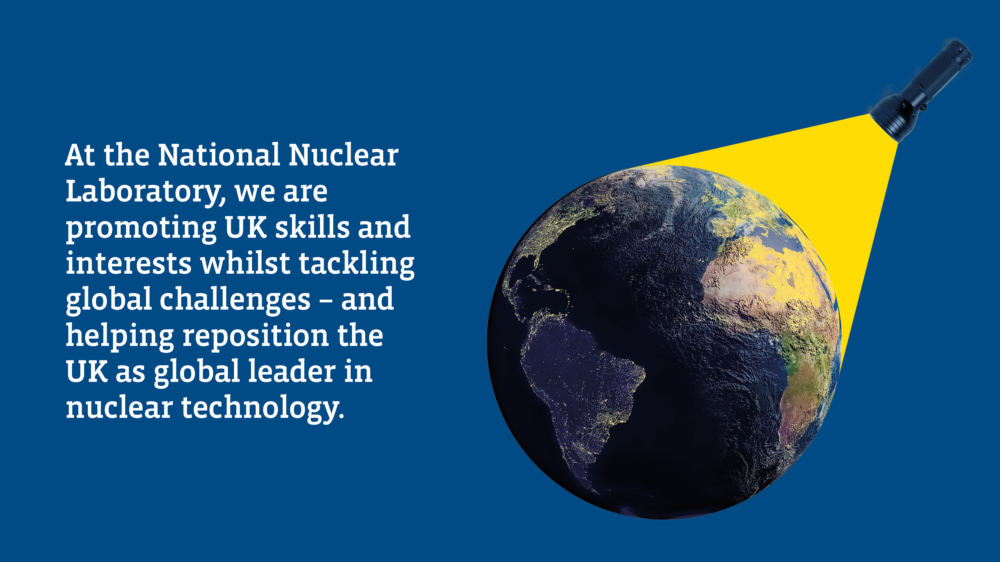 At the National Nuclear
Laboratory, we are
promoting UK skills and
interests whilst tackling
global challenges – and
helping reposition the
UK as global leader in
nuclear technology.